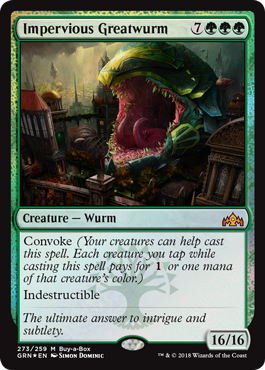 Impervious Greatwurm 7
Creature — Wurm
Convoke (Your creatures can help cast
this spell. Each creature you tap while
casting this spell pays for 1 or one mana
of that creature's color.)
Indestructible
The ultimate answer to intrigue and
subtlety.
16/16
273/259 M Buy-a-Box
GRN EN Simon Dominic ™ & © 2018 Wizards of the Coast